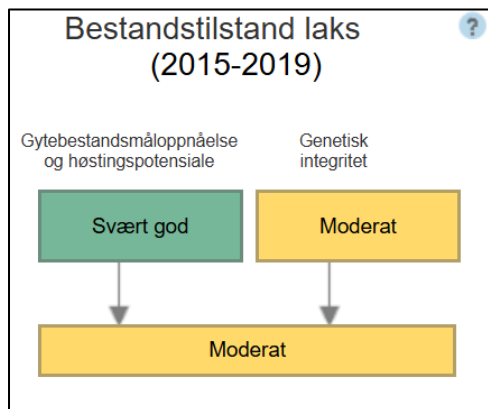 Bestandstilstand laks
(2015-2019)
?
Gytebestandsmåloppnåelse
og høstingspotensiale
Genetisk
integritet
Svært god
Moderat
Moderat